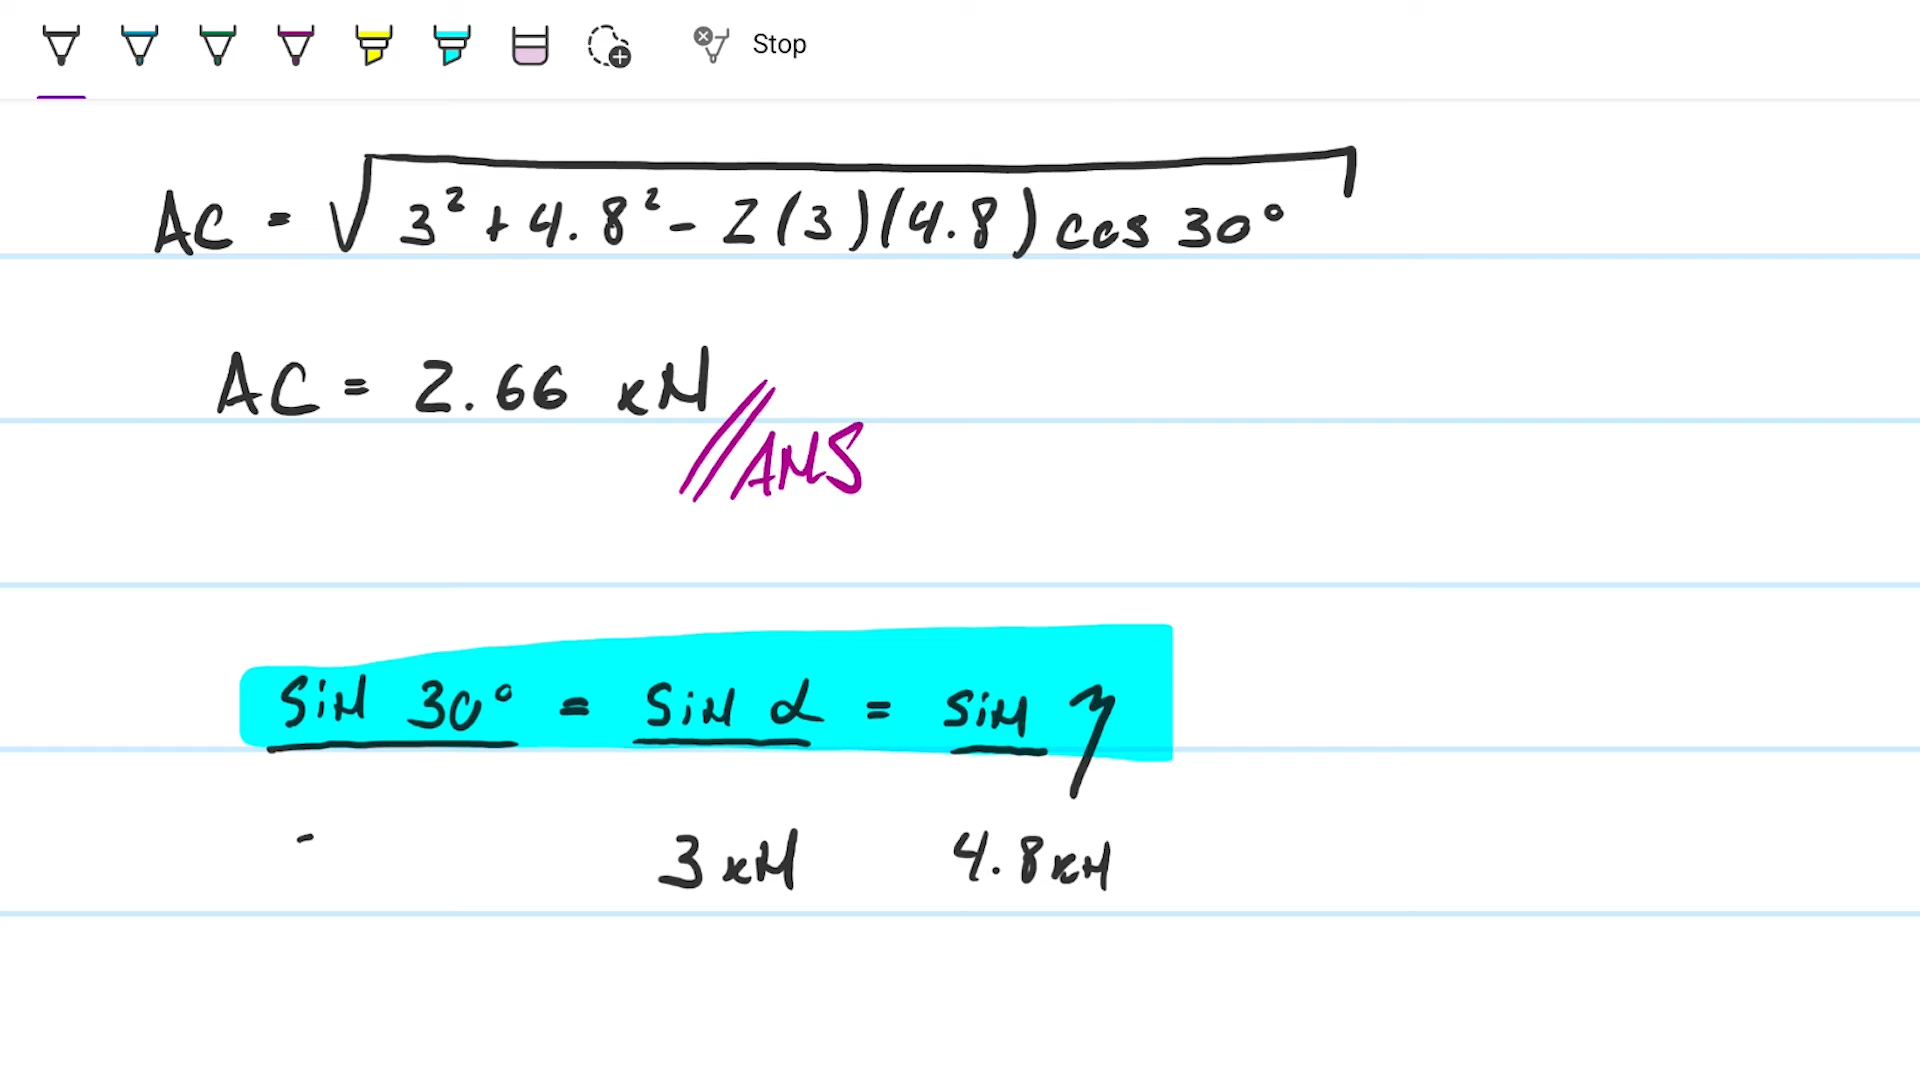 Stop
AC = √3² + 4.8² - 2(3)(4.8) cos 30°
AC = 2.66 kN
//ANS
sin 30° = sin α = sin η
3 kN 4.8 kN